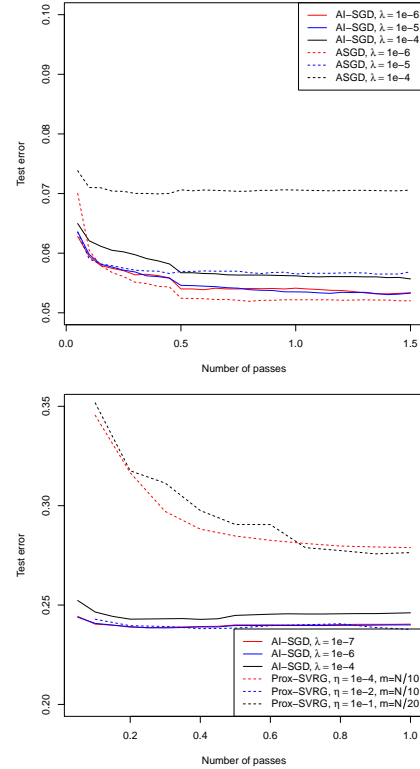 0.10
AI−SGD, λ = 1e−6
AI−SGD, λ = 1e−5
AI−SGD, λ = 1e−4
ASGD, λ = 1e−6
ASGD, λ = 1e−5
ASGD, λ = 1e−4
0.09
0.08
0.07
0.06
0.05
Test error
0.0
0.5
1.0
1.5
Number of passes
0.35
0.30
0.25
0.20
Test error
AI−SGD, λ = 1e−7
AI−SGD, λ = 1e−6
AI−SGD, λ = 1e−4
Prox−SVRG, η = 1e−4, m=N/10
Prox−SVRG, η = 1e−2, m=N/10
Prox−SVRG, η = 1e−1, m=N/20
0.2
0.4
0.6
0.8
1.0
Number of passes